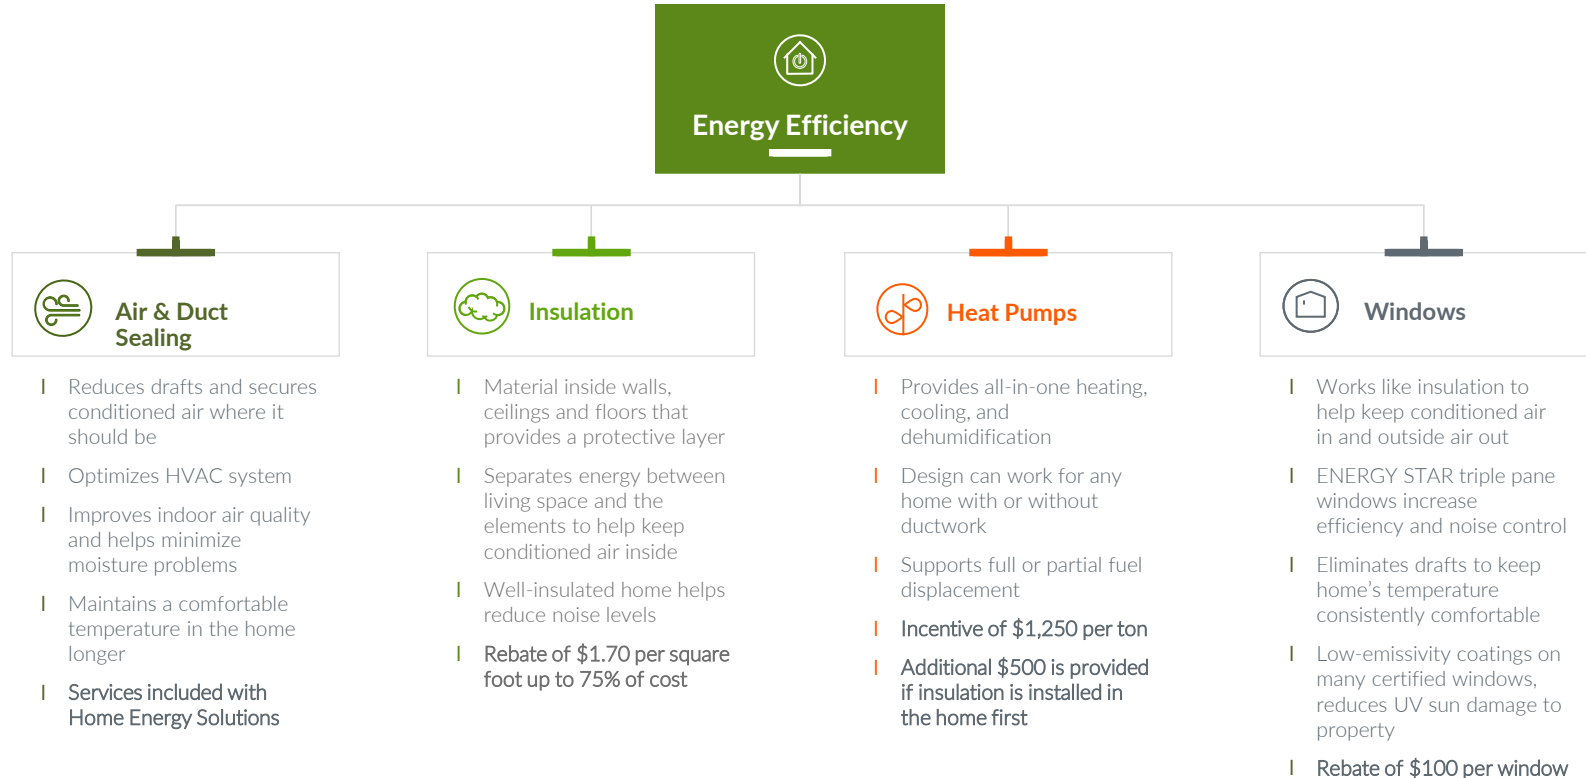 Energy Efficiency
Air & Duct
Sealing
Reduces drafts and secures
conditioned air where it
should be
Optimizes HVAC system
Improves indoor air quality
and helps minimize
moisture problems
Maintains a comfortable
temperature in the home
longer
Services included with
Home Energy Solutions
Insulation
Material inside walls,
ceilings and floors that
provides a protective layer
Separates energy between
living space and the
elements to help keep
conditioned air inside
Well-insulated home helps
reduce noise levels
Rebate of $1.70 per square
foot up to 75% of cost
Heat Pumps
Provides all-in-one heating,
cooling, and
dehumidification
Design can work for any
home with or without
ductwork
Supports full or partial fuel
displacement
Incentive of $1,250 per ton
Additional $500 is provided
if insulation is installed in
the home first
Windows
Works like insulation to
help keep conditioned air
in and outside air out
ENERGY STAR triple pane
windows increase
efficiency and noise control
Eliminates drafts to keep
home’s temperature
consistently comfortable
Low-emissivity coatings on
many certified windows,
reduces UV sun damage to
property
Rebate of $100 per window